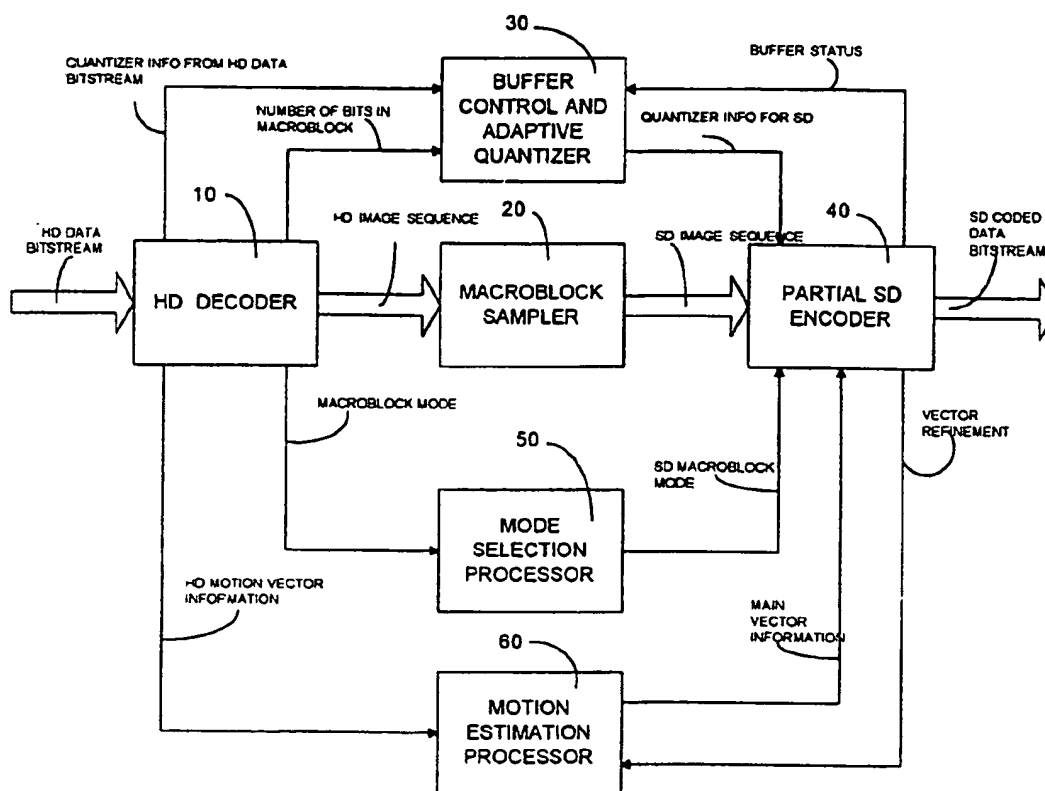 30
QUANTIZER INFO FROM HD DATA
BITSTREAM
BUFFER STATUS
BUFFER
CONTROL AND
ADAPTIVE
QUANTIZER
NUMBER OF BITS IN
MACROBLOCK
QUANTIZER INFO FOR SD
10
20
40
HD DATA
BITSTREAM
HD IMAGE SEQUENCE
SD IMAGE SEQUENCE
SD CODED
DATA
BITSTREAM
HD DECODER
MACROBLOCK
SAMPLER
PARTIAL SD
ENCODER
MACROBLOCK MODE
50
SD MACROBLOCK
MODE
VECTOR
REFINEMENT
MODE
SELECTION
PROCESSOR
HD MOTION VECTOR
INFORMATION
MAIN
VECTOR
INFORMATION
60
MOTION
ESTIMATION
PROCESSOR